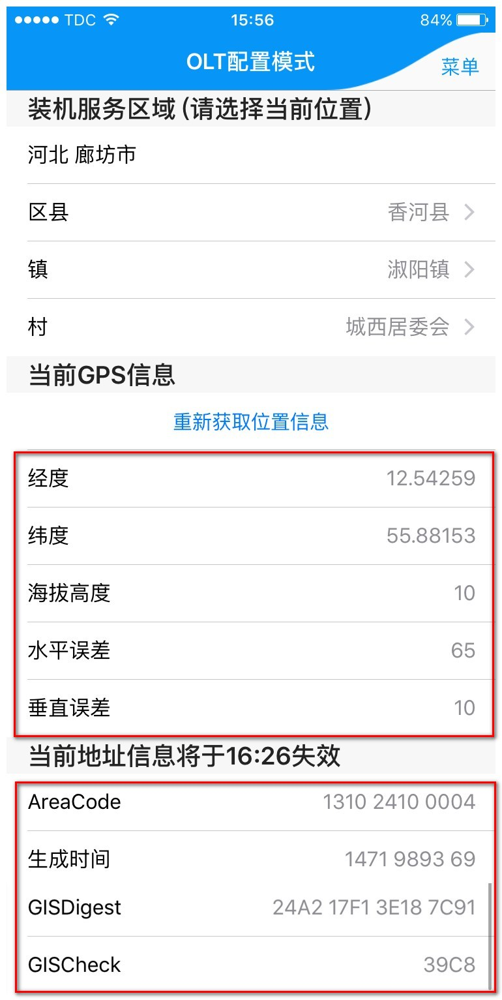 TDC 15:56 84%
OLT配置模式
菜单
装机服务区域 (请选择当前位置)
河北 廊坊市
区县 香河县
镇 淑阳镇
村 城西居委会
当前GPS信息
重新获取位置信息
经度 12.54259
纬度 55.88153
海拔高度 10
水平误差 65
垂直误差 10
当前地址信息将于16:26失效
AreaCode 1310 2410 0004
生成时间 1471 9893 69
GISDigest 24A2 17F1 3E18 7C91
GISCheck 39C8